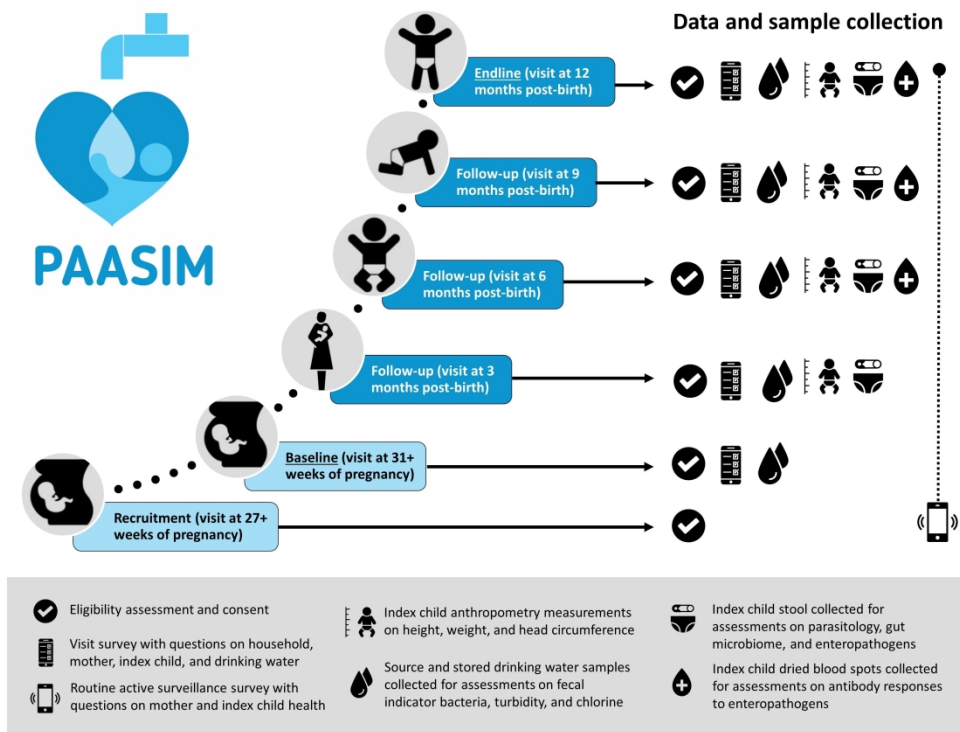 Data and sample collection
PAASIM
Endline (visit at 12
months post-birth)
Follow-up (visit at 9
months post-birth)
Follow-up (visit at 6
months post-birth)
Follow-up (visit at 3
months post-birth)
Baseline (visit at 31+
weeks of pregnancy)
Recruitment (visit at 27+
weeks of pregnancy)
Eligibility assessment and consent
Visit survey with questions on household,
mother, index child, and drinking water
Routine active surveillance survey with
questions on mother and index child health
Index child anthropometry measurements
on height, weight, and head circumference
Source and stored drinking water samples
collected for assessments on fecal
indicator bacteria, turbidity, and chlorine
Index child stool collected for
assessments on parasitology, gut
microbiome, and enteropathogens
Index child dried blood spots collected
for assessments on antibody responses
to enteropathogens